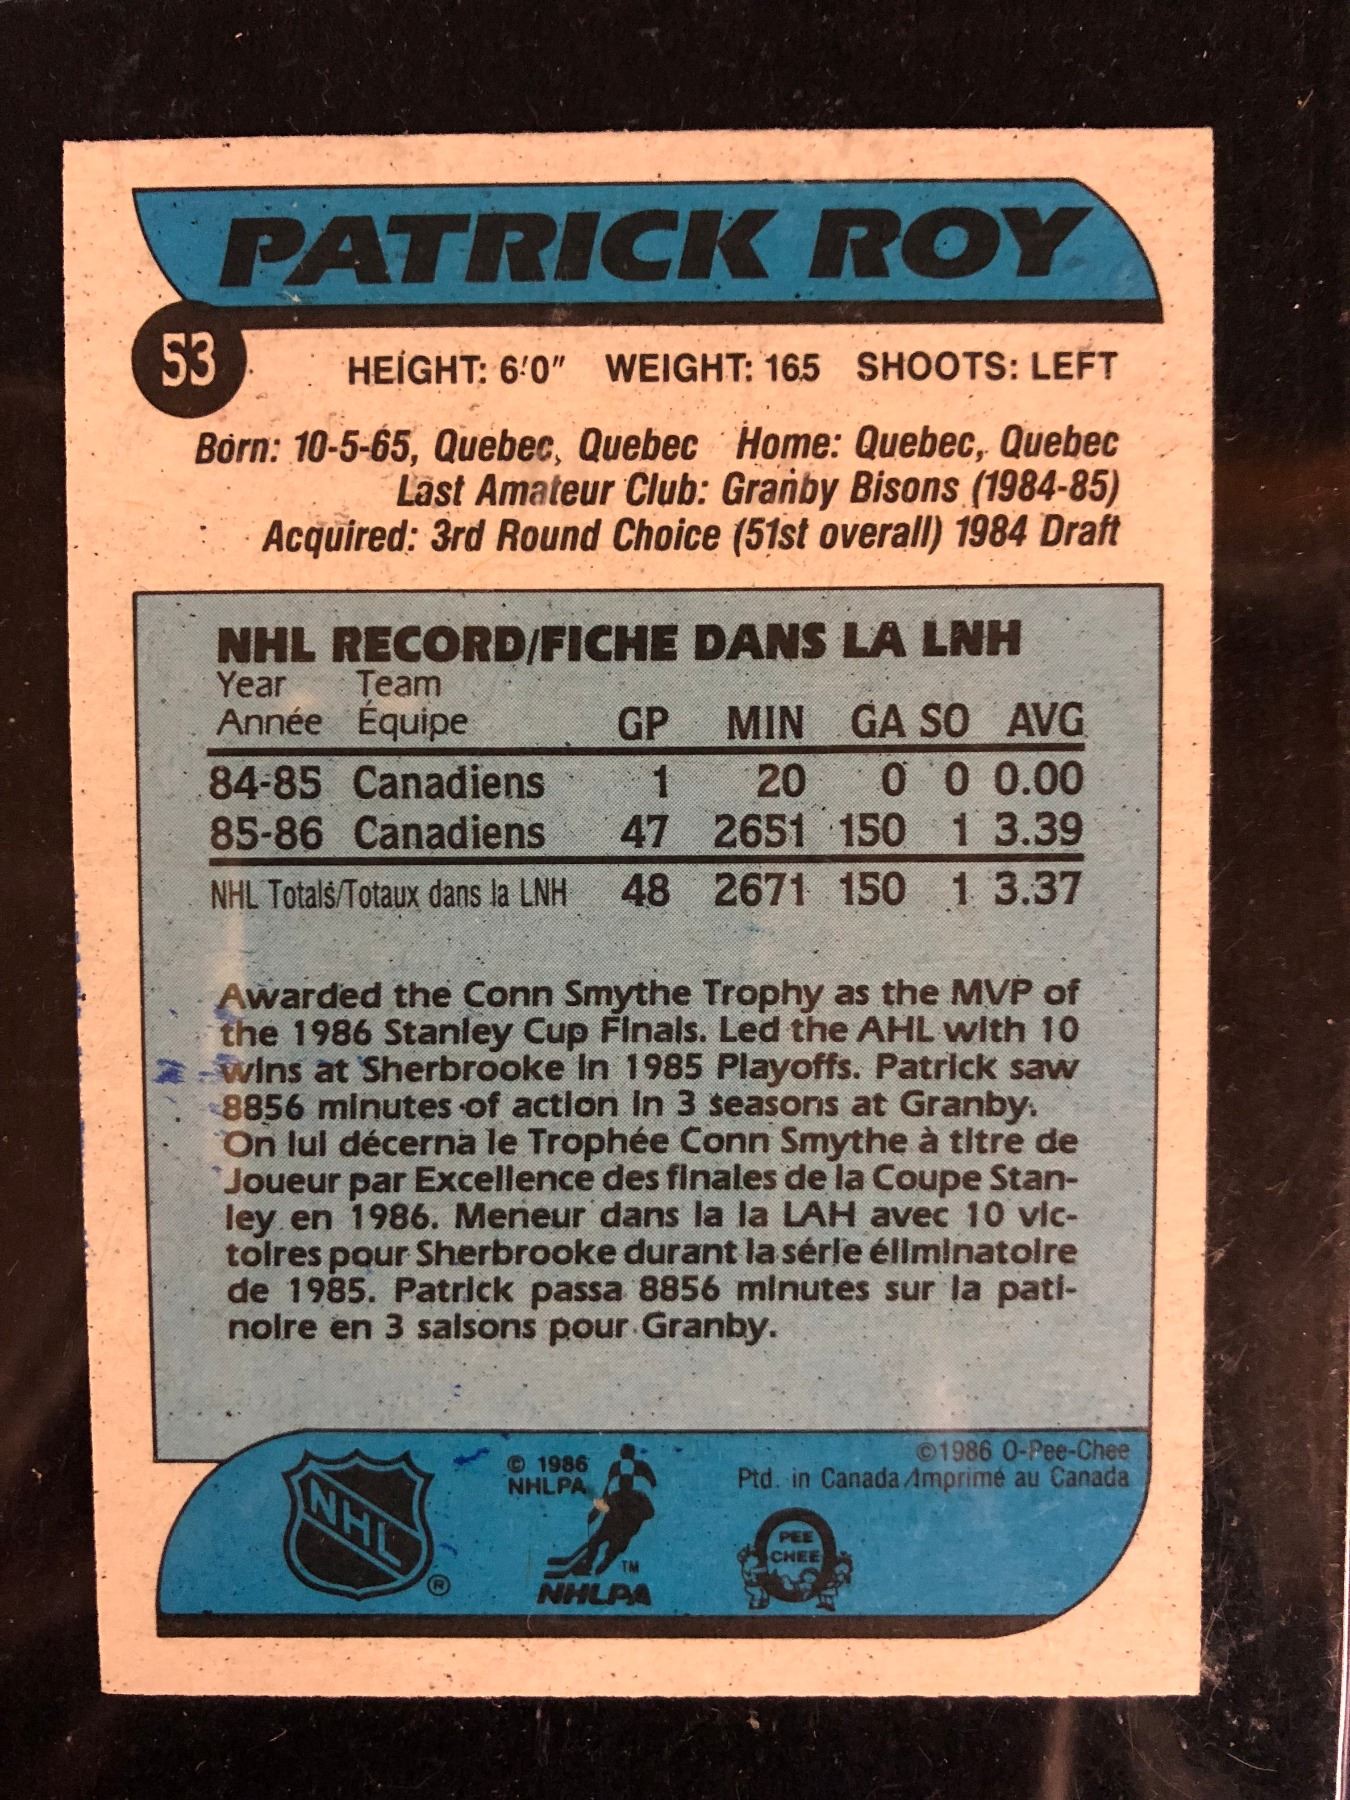 PATRICK ROY
53
HEIGHT: 6'0" WEIGHT: 165 SHOOTS: LEFT
Born: 10-5-65, Quebec, Quebec Home: Quebec, Quebec
Last Amateur Club: Granby Bisons (1984-85)
Acquired: 3rd Round Choice (51st overall) 1984 Draft
NHL RECORD/FICHE DANS LA LNH
Year Team
Année Équipe GP MIN GA SO AVG
84-85 Canadiens 1 20 0 0 0.00
85-86 Canadiens 47 2651 150 1 3.39
NHL Totals/Totaux dans la LNH 48 2671 150 1 3.37
Awarded the Conn Smythe Trophy as the MVP of
the 1986 Stanley Cup Finals. Led the AHL with 10
wins at Sherbrooke in 1985 Playoffs. Patrick saw
8856 minutes of action in 3 seasons at Granby.
On lui décerna le Trophée Conn Smythe à titre de
Joueur par Excellence des finales de la Coupe Stan-
ley en 1986. Meneur dans la la LAH avec 10 vic-
toires pour Sherbrooke durant la série éliminatoire
de 1985. Patrick passa 8856 minutes sur la pati-
noire en 3 saisons pour Granby.
NHL ®
© 1986
NHLPA
TM
NHLPA
©1986 O-Pee-Chee
Ptd. in Canada/Imprimé au Canada
PEE
CHEE